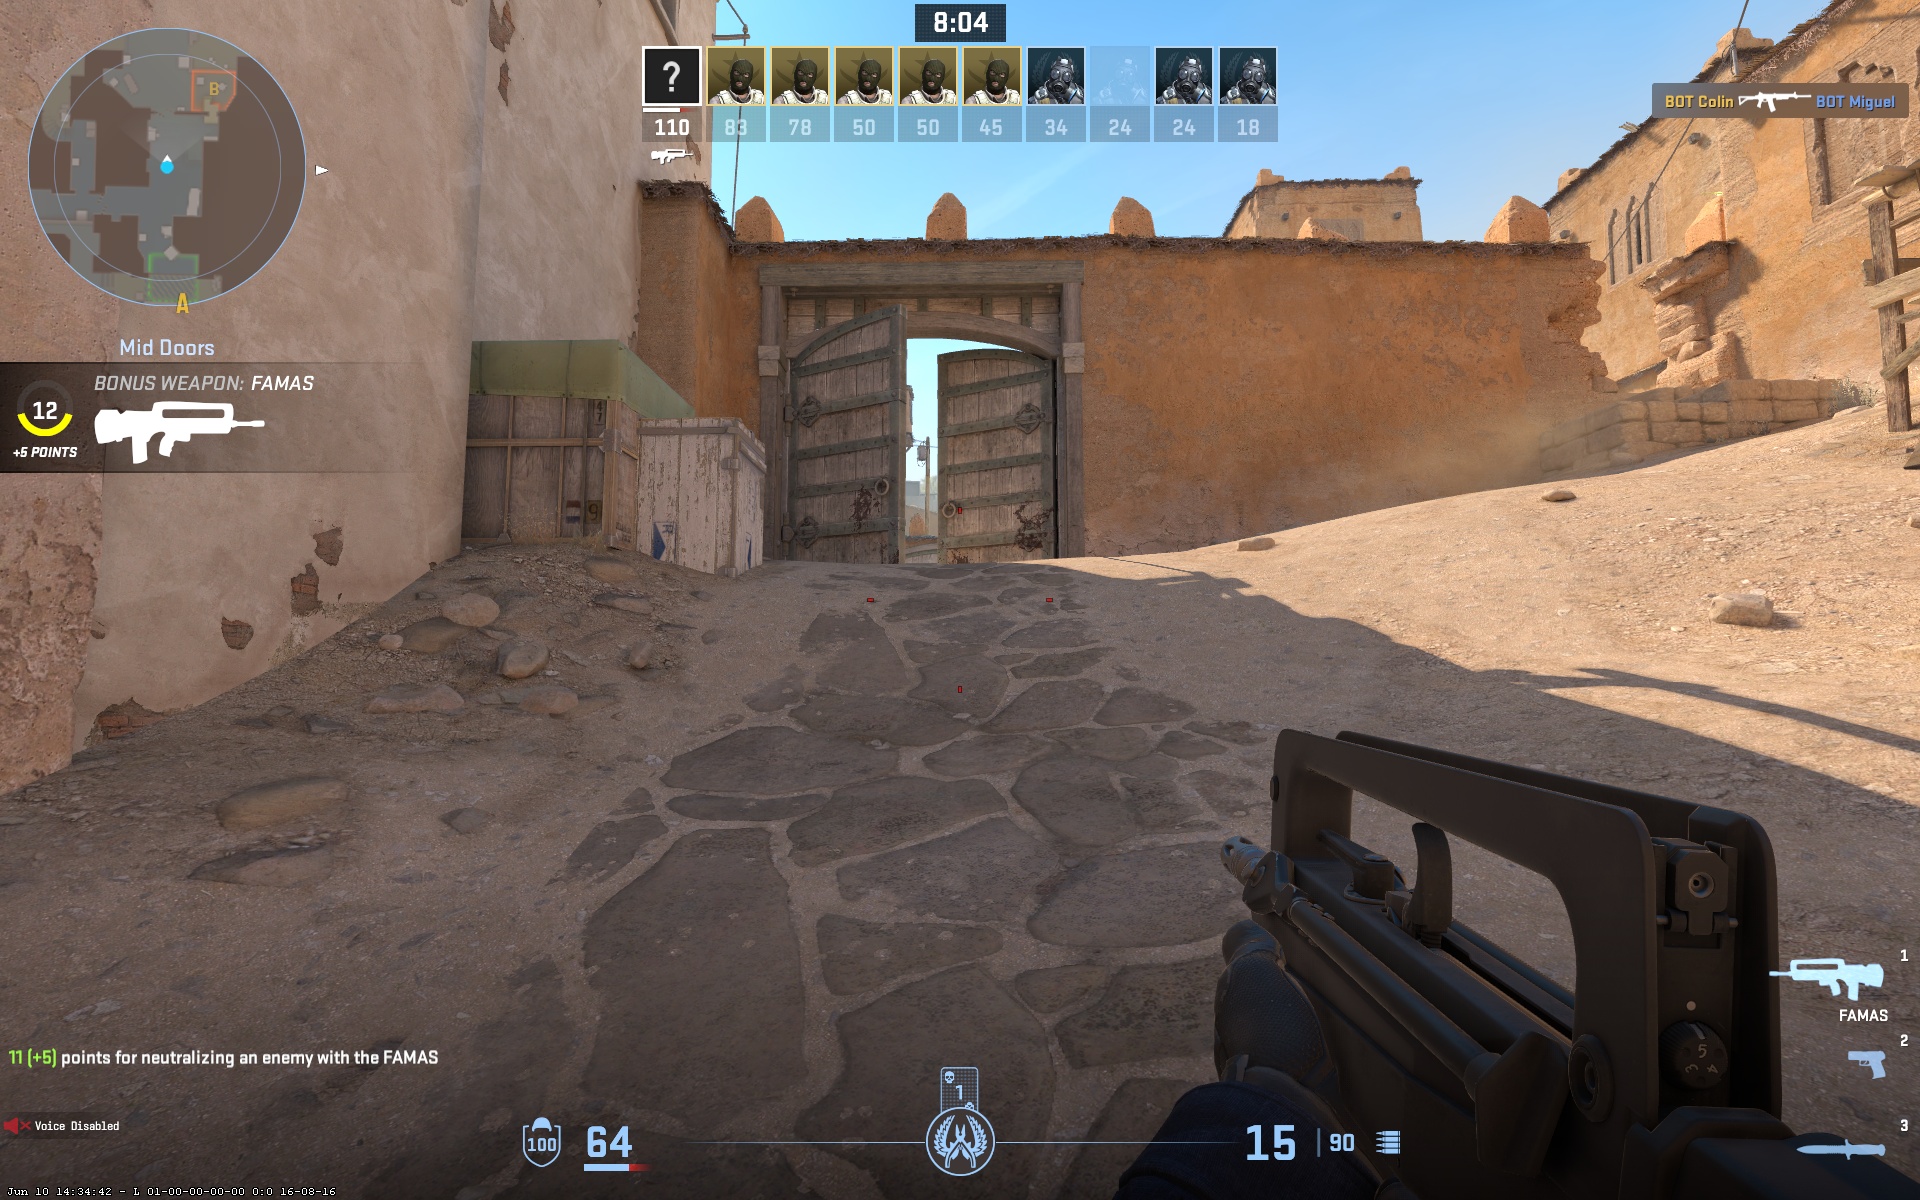 8:04
?
110 83 78 50 50 45 34 24 24 18
BOT Colin BOT Miguel
B
A
Mid Doors
BONUS WEAPON: FAMAS
12
+5 POINTS
1
FAMAS
2
3
11 (+5) points for neutralizing an enemy with the FAMAS
Voice Disabled
100 64
1
15 | 90
Jun 10 14:34:42 - L 01-00-00-00-00 0:0 16-08-16